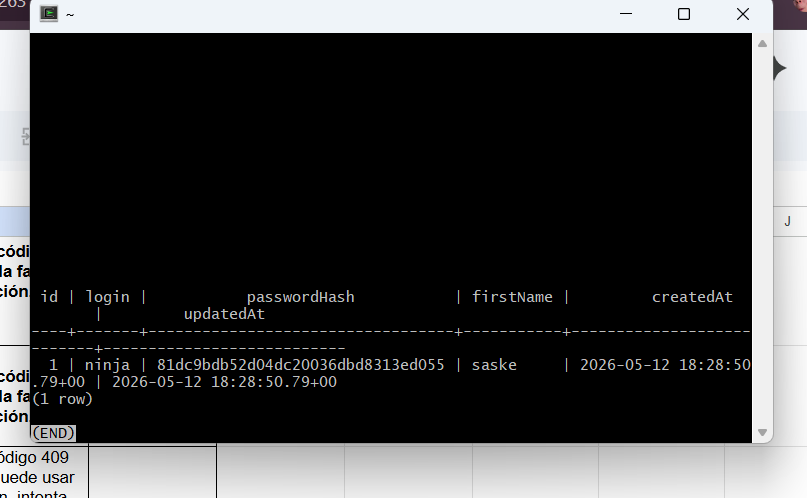 263
~
J
códi
la fa
ción
id | login | passwordHash | firstName | createdAt
| updatedAt
----+-------+----------------------------------+-----------+--------------------
-------+----------------------------
1 | ninja | 81dc9bdb52d04dc20036dbd8313ed055 | saske | 2026-05-12 18:28:50
.79+00 | 2026-05-12 18:28:50.79+00
(1 row)
(END)
códi
la fa
ción
ódigo 409
uede usar
n, intenta